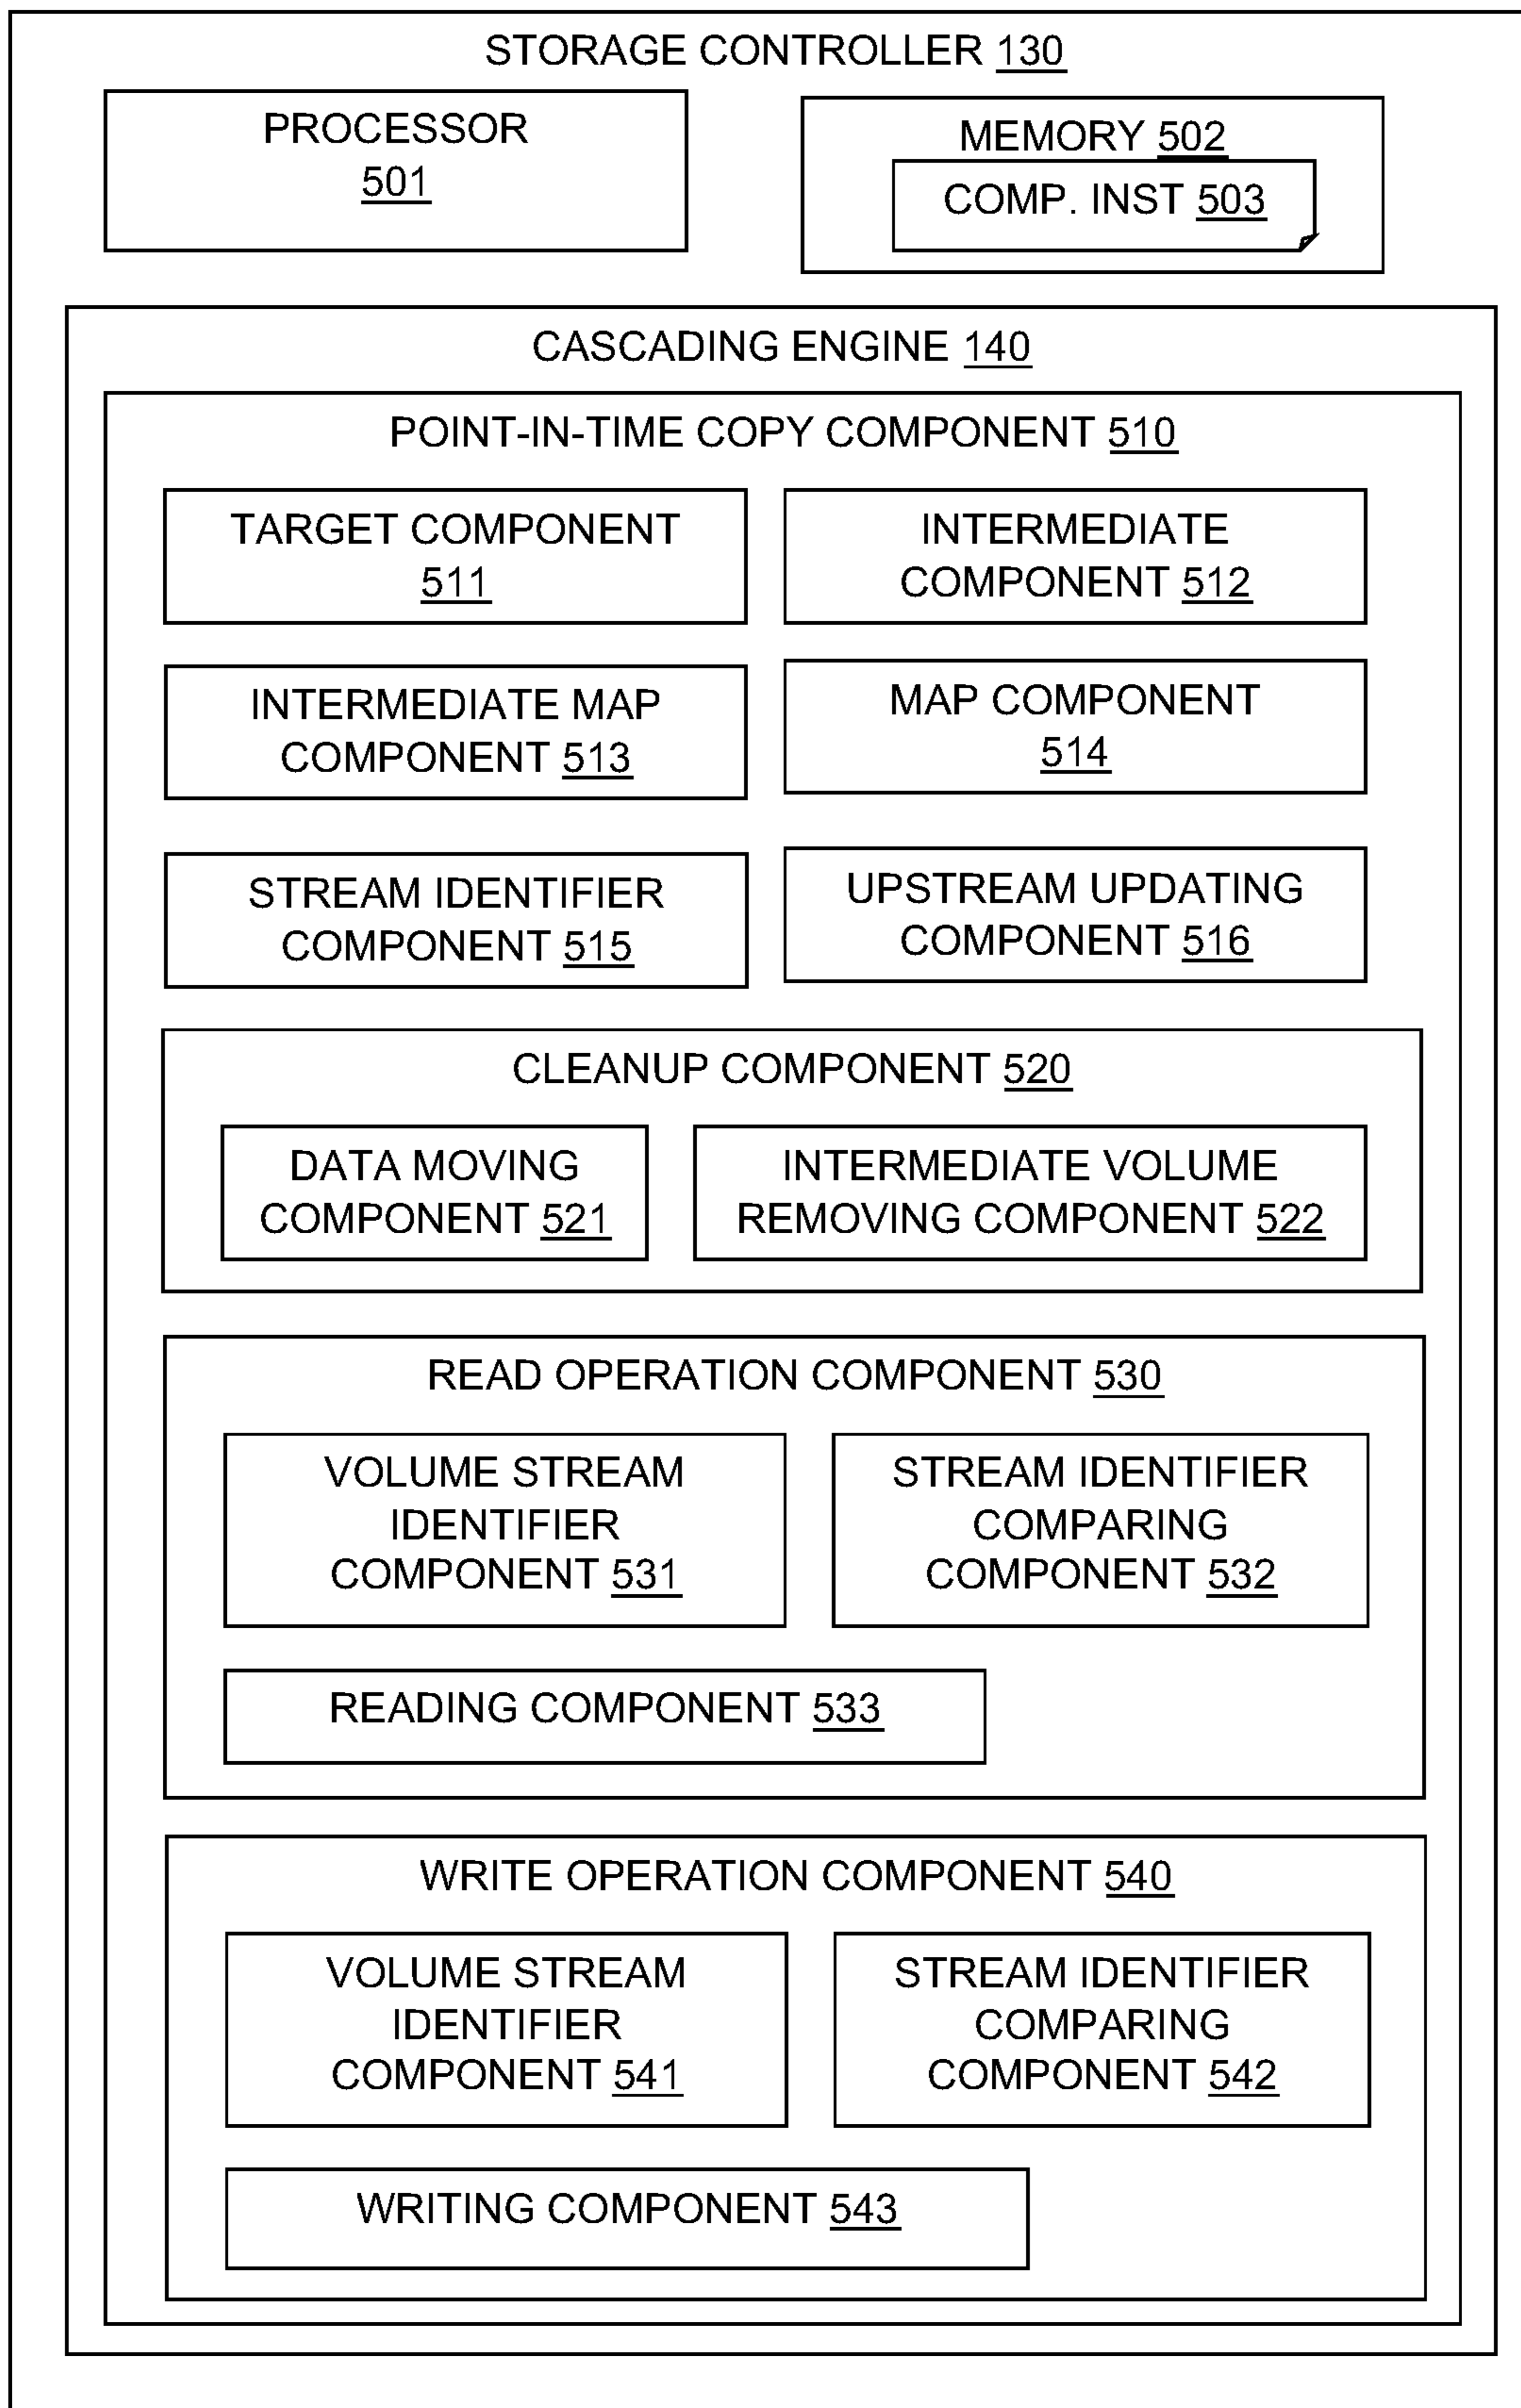 STORAGE CONTROLLER 130
PROCESSOR
501
MEMORY 502
COMP. INST 503
CASCADING ENGINE 140
POINT-IN-TIME COPY COMPONENT 510
TARGET COMPONENT
511
INTERMEDIATE
COMPONENT 512
INTERMEDIATE MAP
COMPONENT 513
MAP COMPONENT
514
STREAM IDENTIFIER
COMPONENT 515
UPSTREAM UPDATING
COMPONENT 516
CLEANUP COMPONENT 520
DATA MOVING
COMPONENT 521
INTERMEDIATE VOLUME
REMOVING COMPONENT 522
READ OPERATION COMPONENT 530
VOLUME STREAM
IDENTIFIER
COMPONENT 531
STREAM IDENTIFIER
COMPARING
COMPONENT 532
READING COMPONENT 533
WRITE OPERATION COMPONENT 540
VOLUME STREAM
IDENTIFIER
COMPONENT 541
STREAM IDENTIFIER
COMPARING
COMPONENT 542
WRITING COMPONENT 543